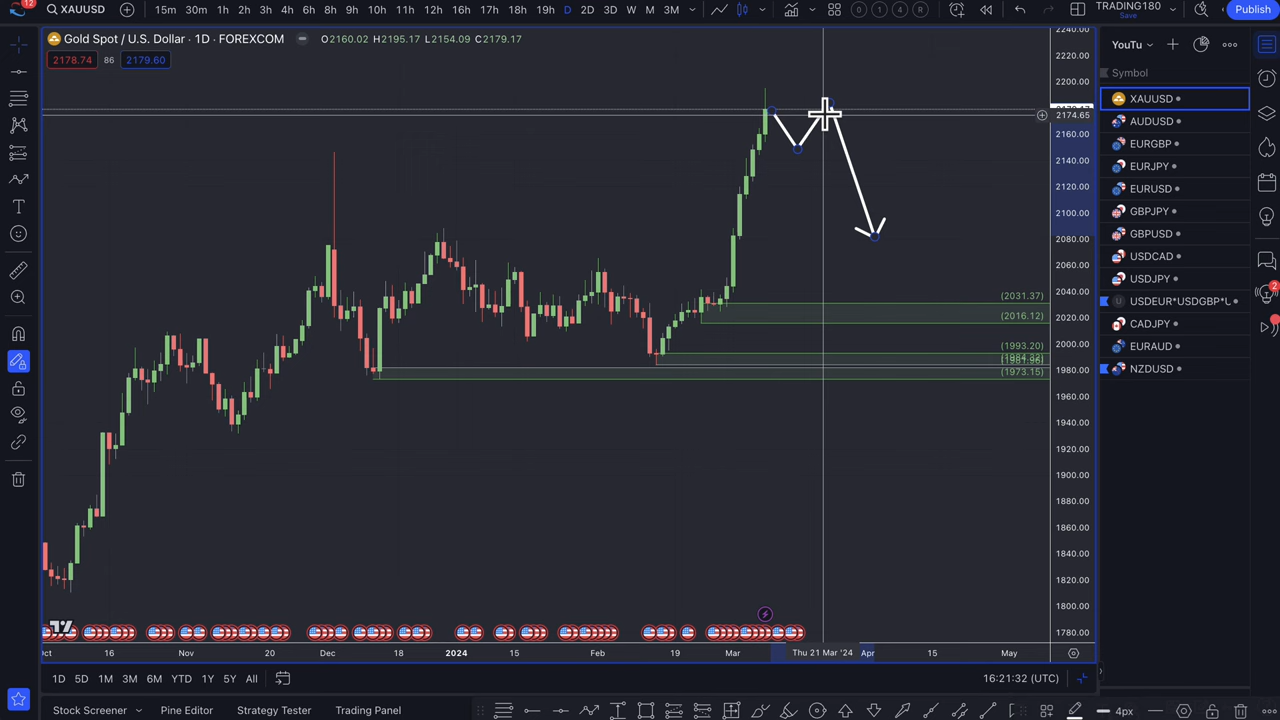 12
XAUUSD
15m 30m 1h 2h 3h 4h 6h 8h 9h 10h 11h 12h 16h 17h 18h 19h D 2D 3D W M 3M
0 1 4 R
TRADING180
Save
Publish
Gold Spot / U.S. Dollar · 1D · FOREXCOM
O2160.02 H2195.17 L2154.09 C2179.17
2178.74 86 2179.60
2240.00
2220.00
2200.00
2174.65
2160.00
2140.00
2120.00
2100.00
2080.00
2060.00
2040.00
2020.00
2000.00
1980.00
1960.00
1940.00
1920.00
1900.00
1880.00
1860.00
1840.00
1820.00
1800.00
1780.00
(2031.37)
(2016.12)
(1993.20)
(1973.15)
YouTu
Symbol
XAUUSD
AUDUSD
EURGBP
EURJPY
EURUSD
GBPJPY
GBPUSD
USDCAD
USDJPY
U USDEUR*USDGBP*U
CADJPY
EURAUD
NZDUSD
2
Oct 16 Nov 20 Dec 18 2024 15 Feb 19 Mar Thu 21 Mar '24 Apr 15 May
1D 5D 1M 3M 6M YTD 1Y 5Y All
16:21:32 (UTC)
Stock Screener Pine Editor Strategy Tester Trading Panel
4px